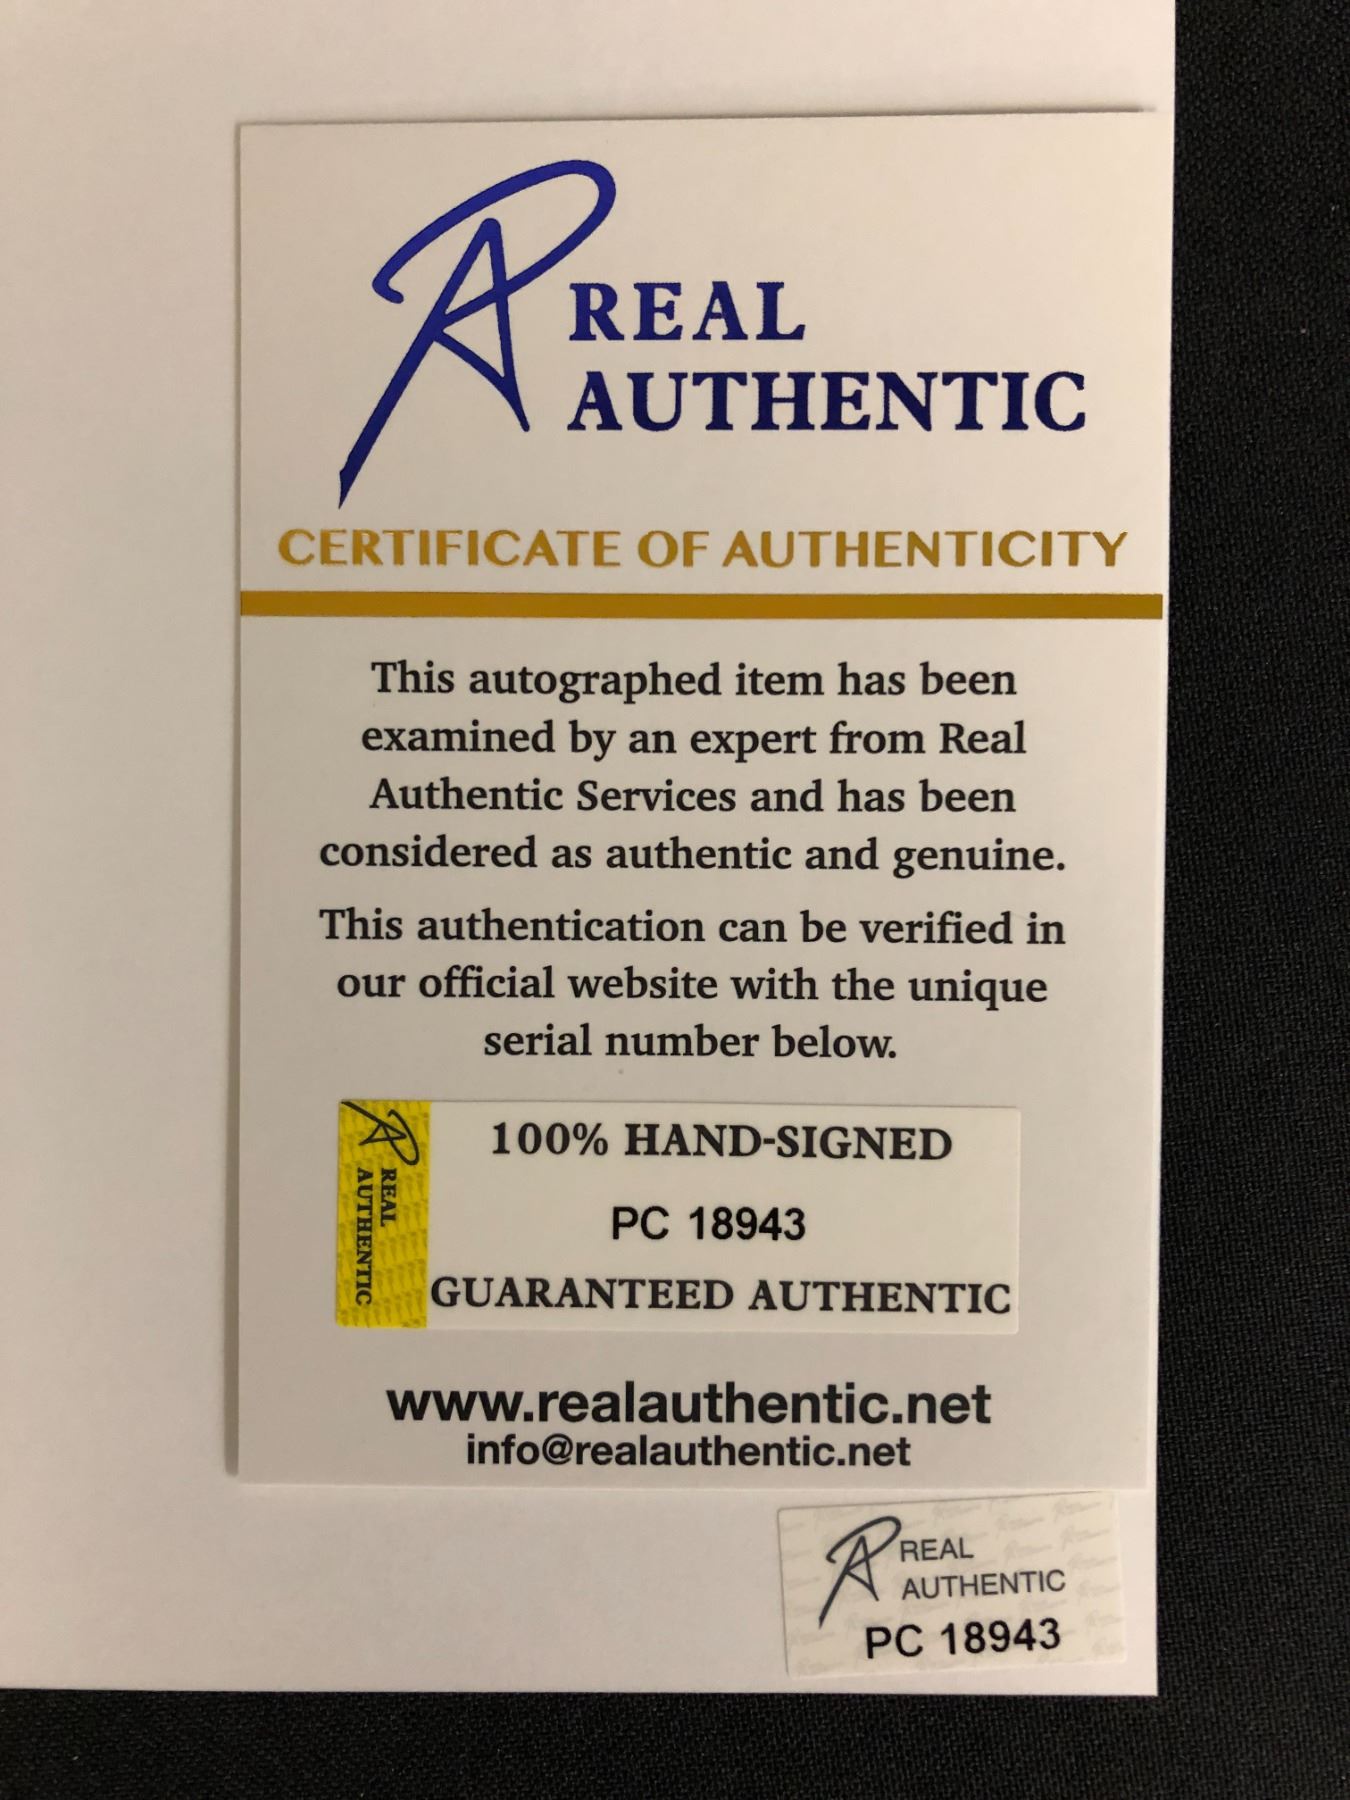 RA REAL
AUTHENTIC
CERTIFICATE OF AUTHENTICITY
This autographed item has been
examined by an expert from Real
Authentic Services and has been
considered as authentic and genuine.
This authentication can be verified in
our official website with the unique
serial number below.
RA REAL
AUTHENTIC
100% HAND-SIGNED
PC 18943
GUARANTEED AUTHENTIC
www.realauthentic.net
info@realauthentic.net
RA REAL
AUTHENTIC
PC 18943